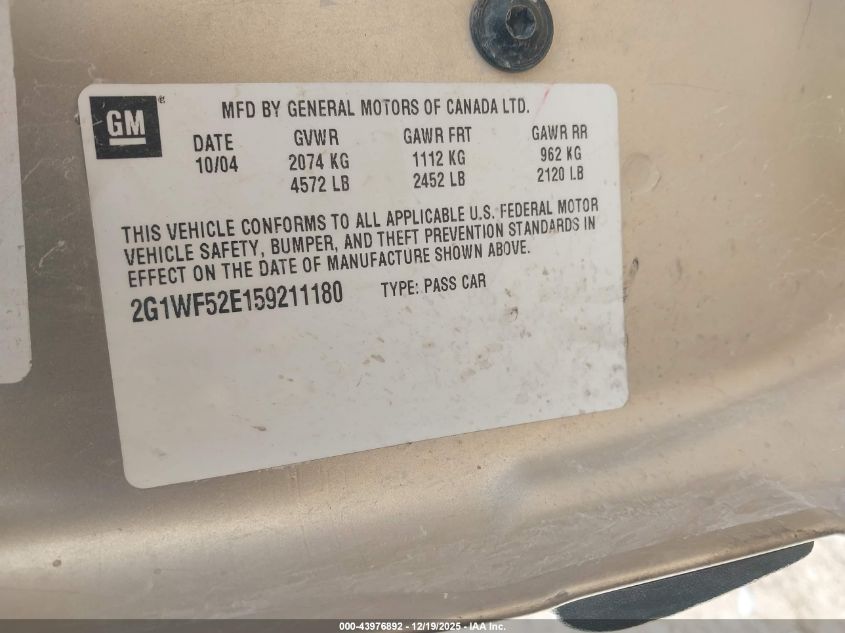 GM
MFD BY GENERAL MOTORS OF CANADA LTD.
DATE GVWR GAWR FRT GAWR RR
10/04 2074 KG 1112 KG 962 KG
4572 LB 2452 LB 2120 LB
THIS VEHICLE CONFORMS TO ALL APPLICABLE U.S. FEDERAL MOTOR
VEHICLE SAFETY, BUMPER, AND THEFT PREVENTION STANDARDS IN
EFFECT ON THE DATE OF MANUFACTURE SHOWN ABOVE.
2G1WF52E159211180 TYPE: PASS CAR
000-43976892 - 12/19/2025 - IAA Inc.